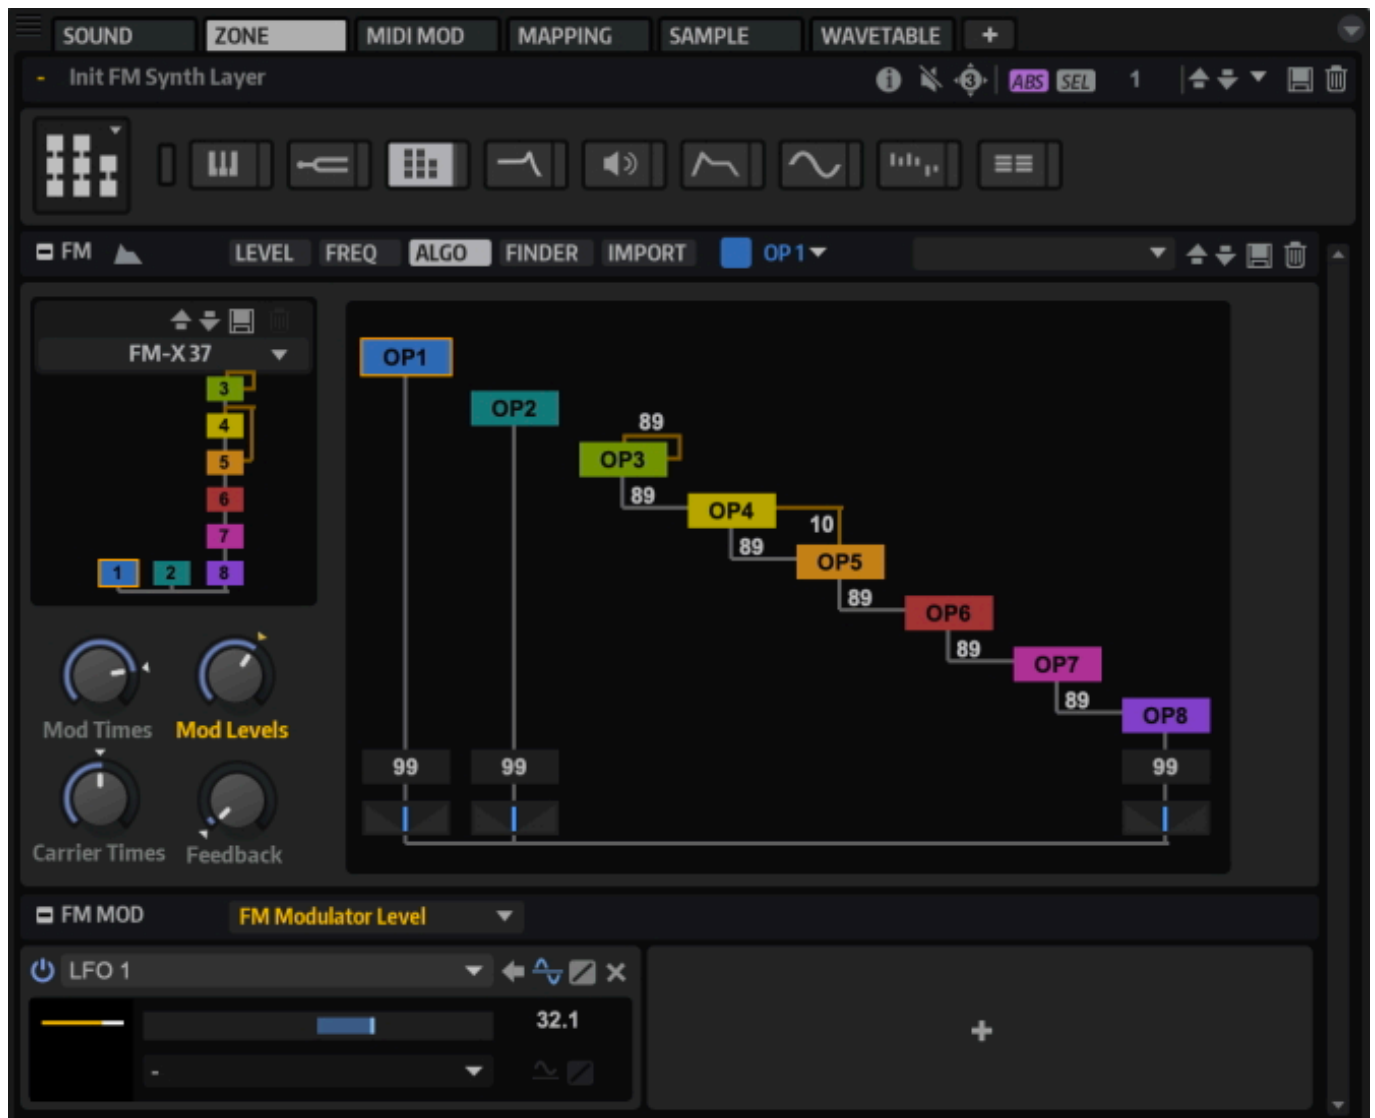 SOUND ZONE MIDI MOD MAPPING SAMPLE WAVETABLE +
- Init FM Synth Layer i 3 ABS SEL 1
FM LEVEL FREQ ALGO FINDER IMPORT OP 1
FM-X 37
3
4
5
6
7
1 2 8
OP1
OP2
89
OP3
89
OP4
10
89
OP5
89
OP6
89
OP7
89
OP8
99 99 99
Mod Times Mod Levels
Carrier Times Feedback
FM MOD FM Modulator Level
LFO 1
32.1
-
+